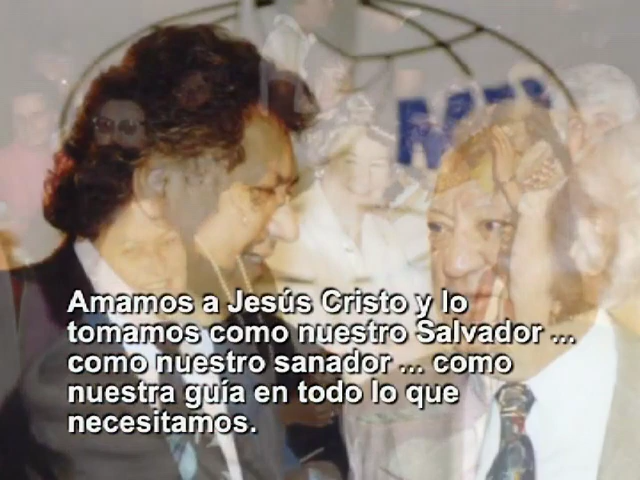 Amamos a Jesús Cristo y lo
tomamos como nuestro Salvador ...
como nuestro sanador ... como
nuestra guía en todo lo que
necesitamos.